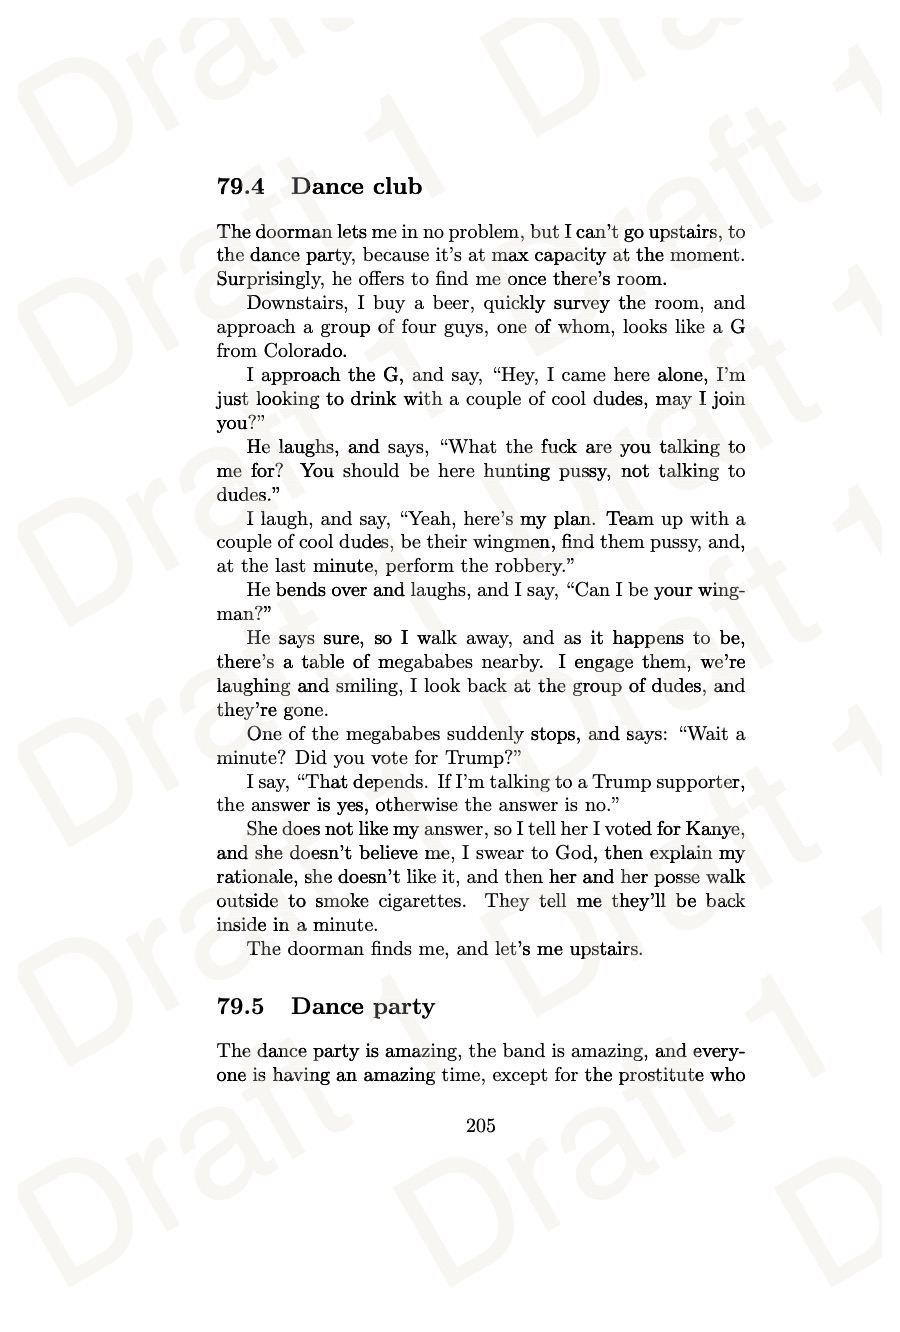 79.4 Dance club
The doorman lets me in no problem, but I can't go upstairs, to
the dance party, because it's at max capacity at the moment.
Surprisingly, he offers to find me once there's room.
Downstairs, I buy a beer, quickly survey the room, and
approach a group of four guys, one of whom, looks like a G
from Colorado.
I approach the G, and say, “Hey, I came here alone, I'm
just looking to drink with a couple of cool dudes, may I join
you?”
He laughs, and says, “What the fuck are you talking to
me for? You should be here hunting pussy, not talking to
dudes.”
I laugh, and say, “Yeah, here's my plan. Team up with a
couple of cool dudes, be their wingmen, find them pussy, and,
at the last minute, perform the robbery.”
He bends over and laughs, and I say, “Can I be your wing-
man?”
He says sure, so I walk away, and as it happens to be,
there's a table of megababes nearby. I engage them, we're
laughing and smiling, I look back at the group of dudes, and
they're gone.
One of the megababes suddenly stops, and says: “Wait a
minute? Did you vote for Trump?”
I say, “That depends. If I'm talking to a Trump supporter,
the answer is yes, otherwise the answer is no.”
She does not like my answer, so I tell her I voted for Kanye,
and she doesn't believe me, I swear to God, then explain my
rationale, she doesn't like it, and then her and her posse walk
outside to smoke cigarettes. They tell me they'll be back
inside in a minute.
The doorman finds me, and let's me upstairs.
79.5 Dance party
The dance party is amazing, the band is amazing, and every-
one is having an amazing time, except for the prostitute who
205
Draft 1